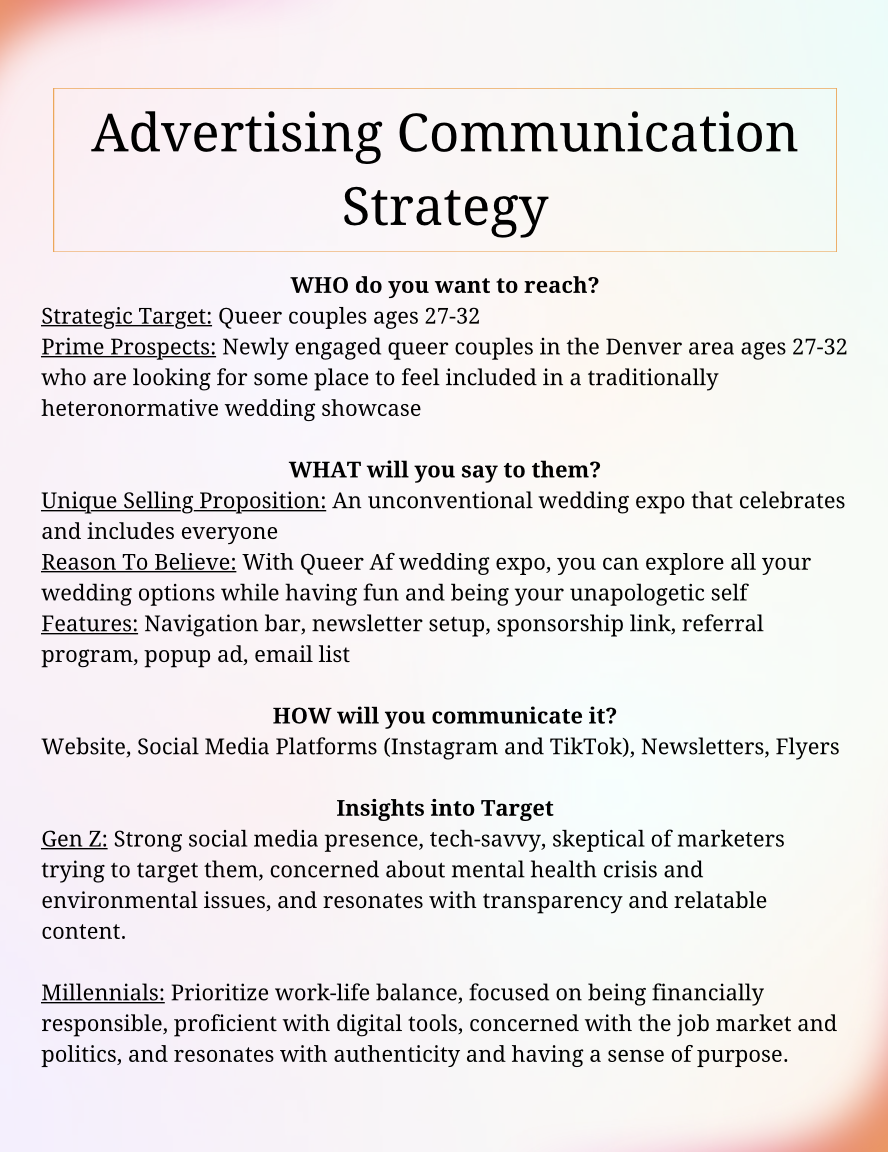 Advertising Communication
Strategy
WHO do you want to reach?
Strategic Target: Queer couples ages 27-32
Prime Prospects: Newly engaged queer couples in the Denver area ages 27-32
who are looking for some place to feel included in a traditionally
heteronormative wedding showcase
WHAT will you say to them?
Unique Selling Proposition: An unconventional wedding expo that celebrates
and includes everyone
Reason To Believe: With Queer Af wedding expo, you can explore all your
wedding options while having fun and being your unapologetic self
Features: Navigation bar, newsletter setup, sponsorship link, referral
program, popup ad, email list
HOW will you communicate it?
Website, Social Media Platforms (Instagram and TikTok), Newsletters, Flyers
Insights into Target
Gen Z: Strong social media presence, tech-savvy, skeptical of marketers
trying to target them, concerned about mental health crisis and
environmental issues, and resonates with transparency and relatable
content.
Millennials: Prioritize work-life balance, focused on being financially
responsible, proficient with digital tools, concerned with the job market and
politics, and resonates with authenticity and having a sense of purpose.